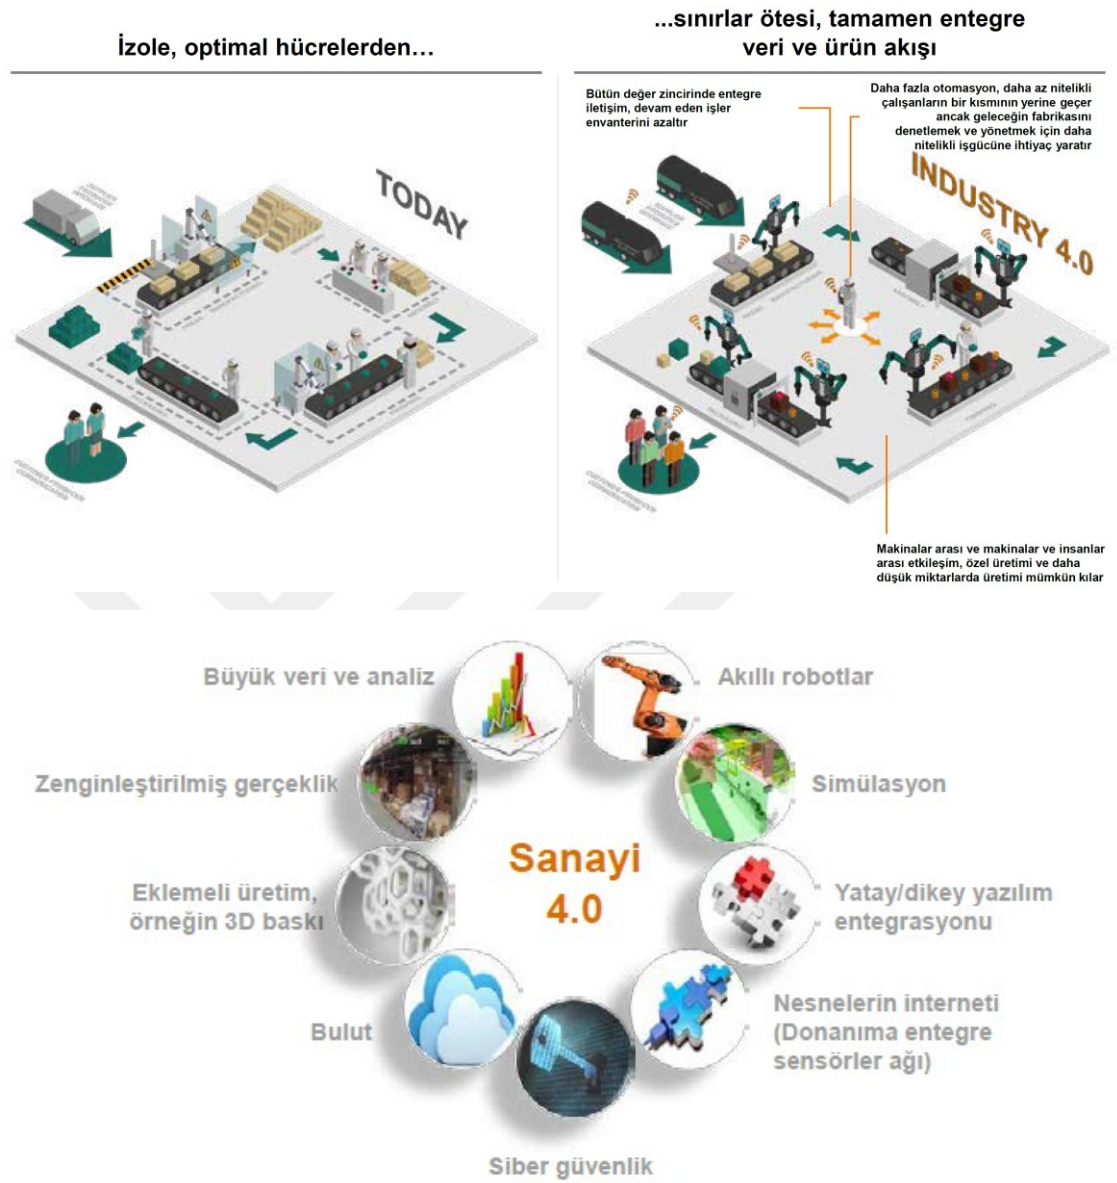 İzole, optimal hücrelerden…
...sınırlar ötesi, tamamen entegre
veri ve ürün akışı
Bütün değer zincirinde entegre
iletişim, devam eden işler
envanterini azaltır
Daha fazla otomasyon, daha az nitelikli
çalışanların bir kısmının yerine geçer
ancak geleceğin fabrikasını
denetlemek ve yönetmek için daha
nitelikli işgücüne ihtiyaç yaratır
TODAY
INDUSTRY 4.0
Makinalar arası ve makinalar ve insanlar
arası etkileşim, özel üretimi ve daha
düşük miktarlarda üretimi mümkün kılar
Büyük veri ve analiz
Akıllı robotlar
Zenginleştirilmiş gerçeklik
Simülasyon
Sanayi
4.0
Eklemeli üretim,
örneğin 3D baskı
Yatay/dikey yazılım
entegrasyonu
Bulut
Nesnelerin interneti
(Donanıma entegre
sensörler ağı)
Siber güvenlik